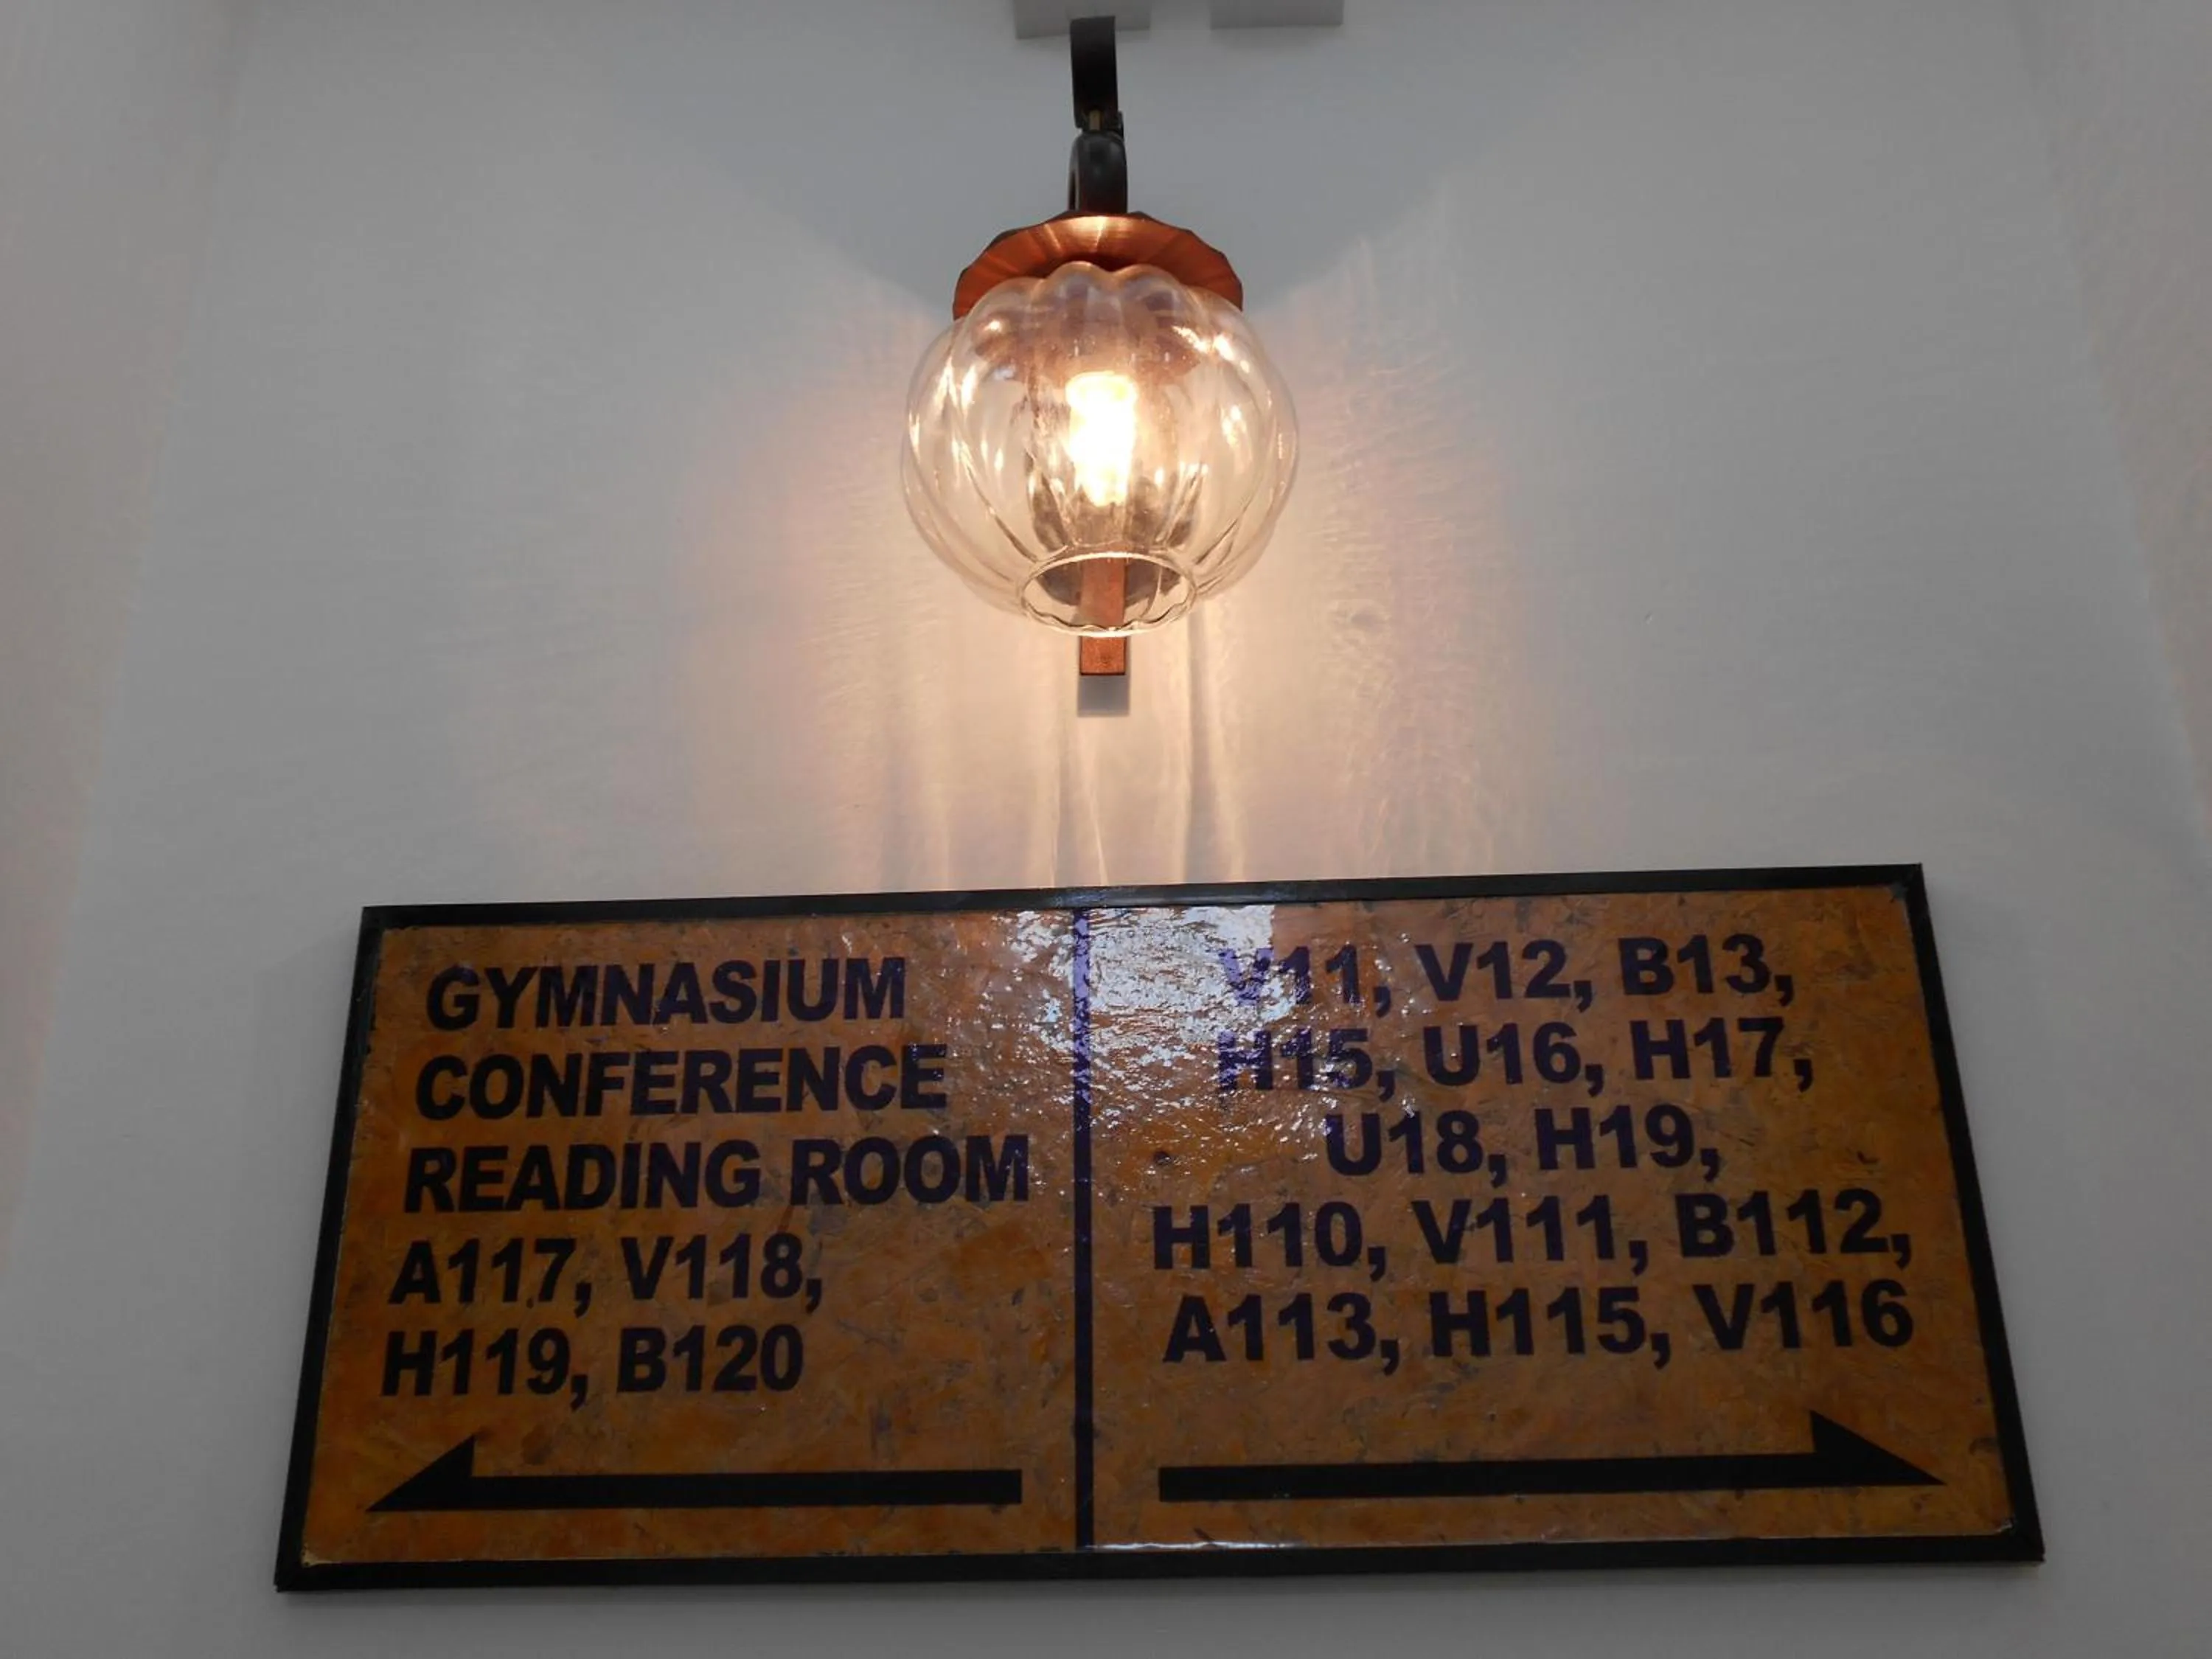 GYMNASIUM
CONFERENCE
READING ROOM
A117, V118,
H119, B120
V11, V12, B13,
H15, U16, H17,
U18, H19,
H110, V111, B112,
A113, H115, V116